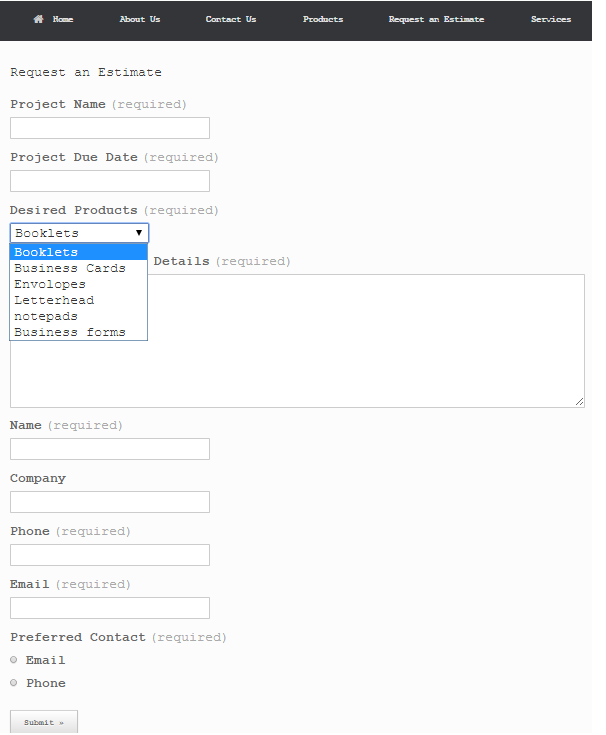 Home About Us Contact Us Products Request an Estimate Services
Request an Estimate
Project Name (required)
Project Due Date (required)
Desired Products (required)
Booklets
Booklets
Business Cards
Details (required)
Envolopes
Letterhead
notepads
Business forms
Name (required)
Company
Phone (required)
Email (required)
Preferred Contact (required)
Email
Phone
Submit »